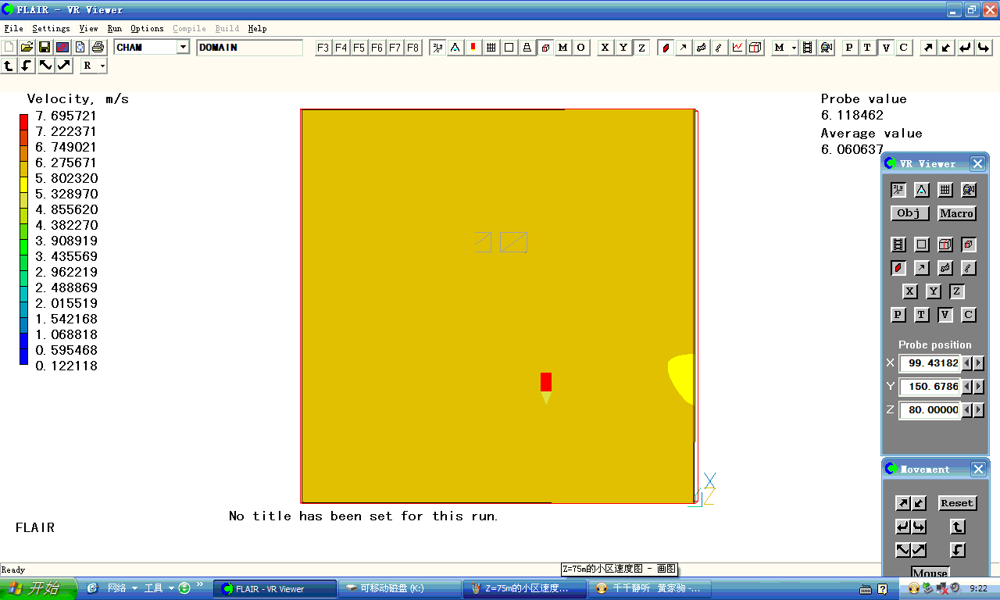 FLAIR - VR Viewer
File Settings View Run Options Compile Build Help
CHAM DOMAIN F3 F4 F5 F6 F7 F8 M O X Y Z M P T V C
R
Velocity, m/s
7.695721
7.222371
6.749021
6.275671
5.802320
5.328970
4.855620
4.382270
3.908919
3.435569
2.962219
2.488869
2.015519
1.542168
1.068818
0.595468
0.122118
Probe value
6.118462
Average value
6.060637
VR Viewer
Obj Macro
X Y Z
P T V C
Probe position
X 99.43182
Y 150.6786
Z 80.00000
Movement
Reset
Mouse
X
Z
No title has been set for this run.
FLAIR
Ready
Z=75m的小区速度图 - 画图
开始 网络 工具 » FLAIR - VR Viewer 可移动磁盘 (K:) Z=75m的小区速度... 千千静听 黄家驹 -... 9:22